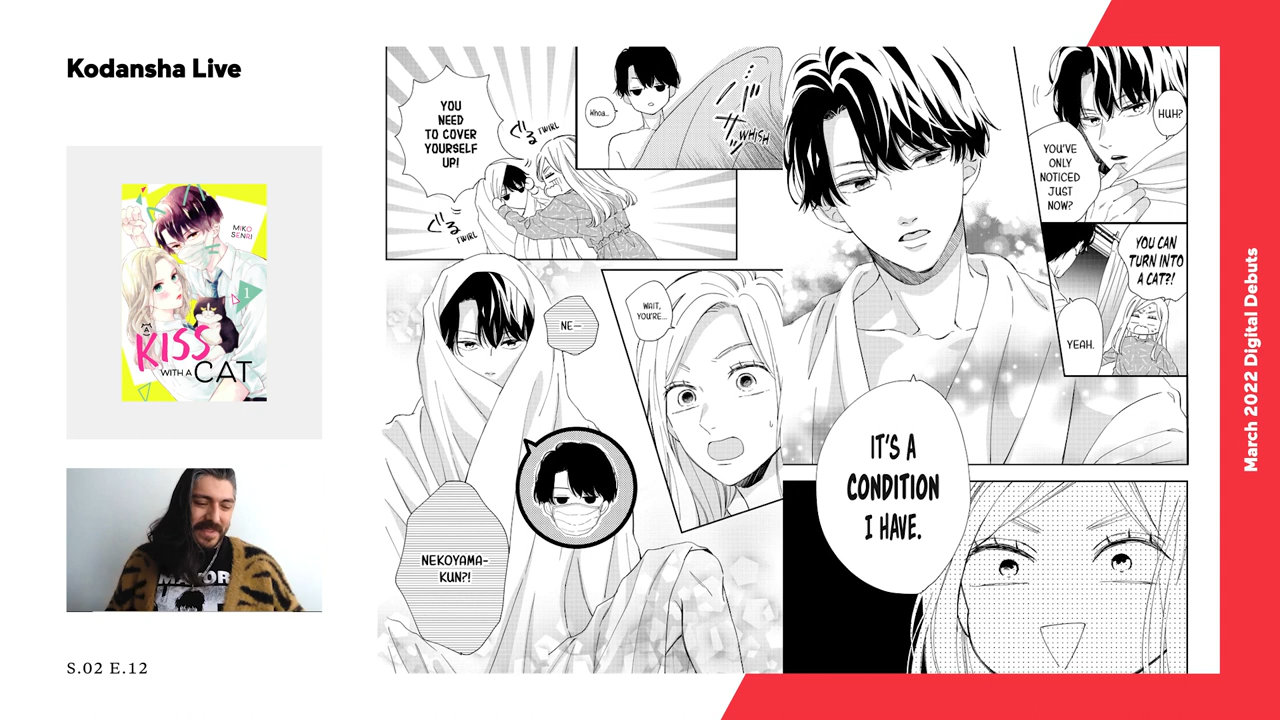 Kodansha Live
MIKO
SENRI
1
A
KISS
WITH A CAT
MAYOR
S.02 E.12
YOU
NEED
TO COVER
YOURSELF
UP!
ぐる
TWIRL
ぐる
TWIRL
Whoa...
WHISH
NE—
WAIT,
YOU'RE...
NEKOYAMA-
KUN?!
HUH?
YOU'VE
ONLY
NOTICED
JUST
NOW?
YOU CAN
TURN INTO
A CAT?!
YEAH.
IT'S A
CONDITION
I HAVE.
March 2022 Digital Debuts